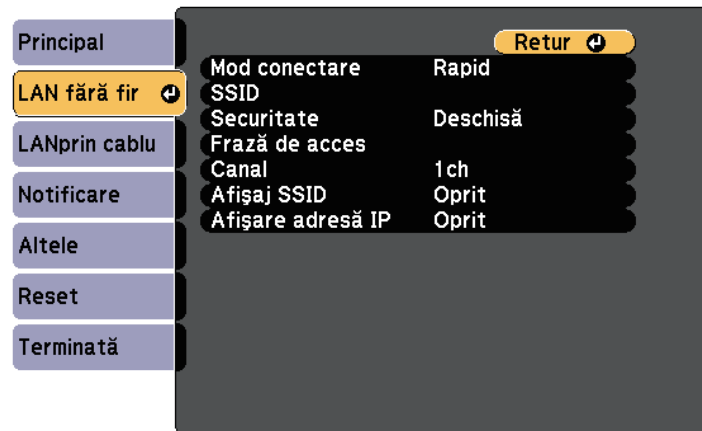 Principal
LAN fără fir
LANprin cablu
Notificare
Altele
Reset
Terminată
Retur
Mod conectare Rapid
SSID
Securitate Deschisă
Frază de acces
Canal 1ch
Afişaj SSID Oprit
Afişare adresă IP Oprit